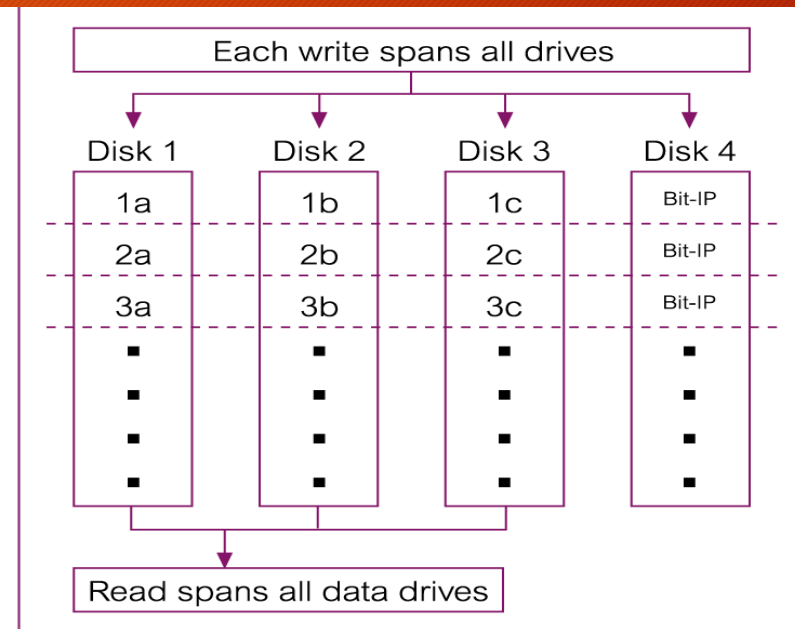 Each write spans all drives
Disk 1 Disk 2 Disk 3 Disk 4
1a 1b 1c Bit-IP
2a 2b 2c Bit-IP
3a 3b 3c Bit-IP
Read spans all data drives